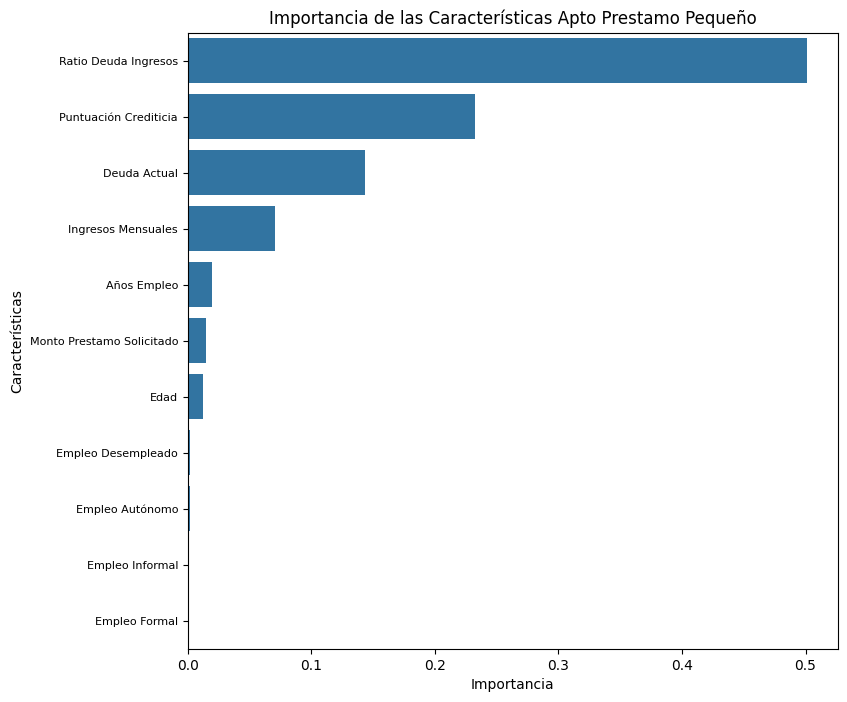 Importancia de las Características Apto Prestamo Pequeño
Ratio Deuda Ingresos
Puntuación Crediticia
Deuda Actual
Ingresos Mensuales
Años Empleo
Monto Prestamo Solicitado
Edad
Empleo Desempleado
Empleo Autónomo
Empleo Informal
Empleo Formal
Características
0.0 0.1 0.2 0.3 0.4 0.5
Importancia